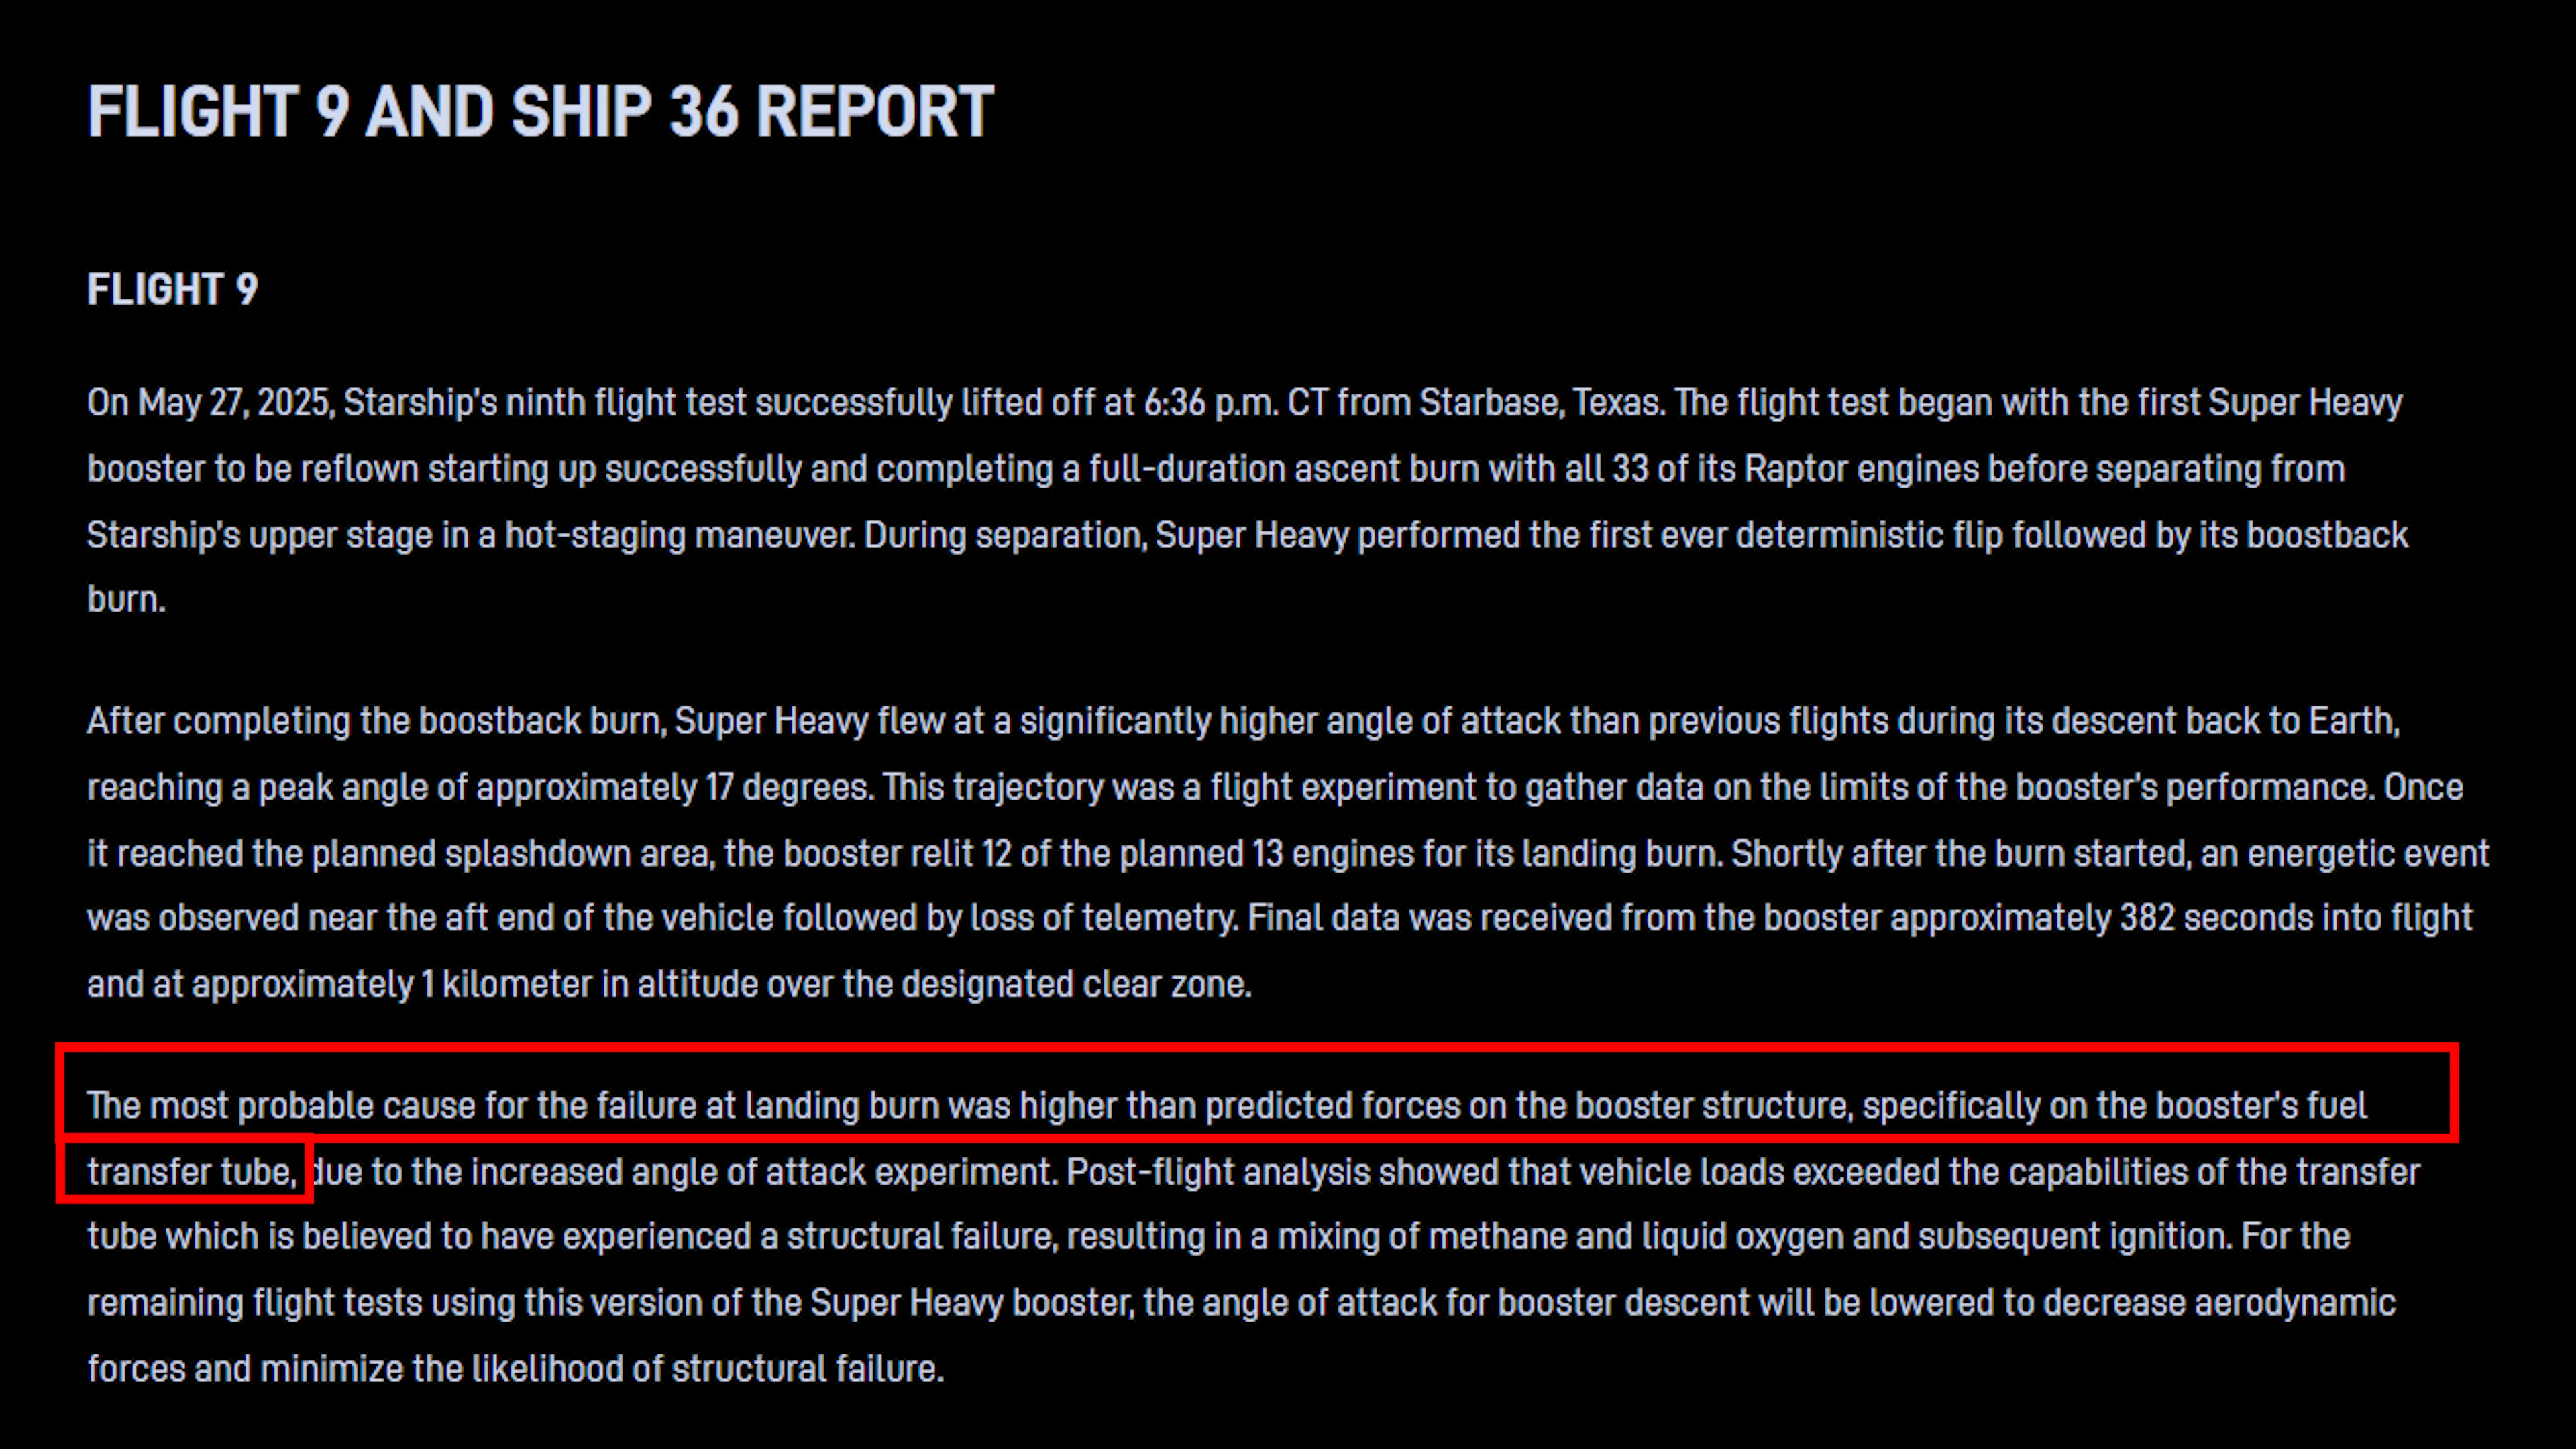 FLIGHT 9 AND SHIP 36 REPORT
FLIGHT 9
On May 27, 2025, Starship's ninth flight test successfully lifted off at 6:36 p.m. CT from Starbase, Texas. The flight test began with the first Super Heavy
booster to be reflown starting up successfully and completing a full-duration ascent burn with all 33 of its Raptor engines before separating from
Starship's upper stage in a hot-staging maneuver. During separation, Super Heavy performed the first ever deterministic flip followed by its boostback
burn.
After completing the boostback burn, Super Heavy flew at a significantly higher angle of attack than previous flights during its descent back to Earth,
reaching a peak angle of approximately 17 degrees. This trajectory was a flight experiment to gather data on the limits of the booster's performance. Once
it reached the planned splashdown area, the booster relit 12 of the planned 13 engines for its landing burn. Shortly after the burn started, an energetic event
was observed near the aft end of the vehicle followed by loss of telemetry. Final data was received from the booster approximately 382 seconds into flight
and at approximately 1 kilometer in altitude over the designated clear zone.
The most probable cause for the failure at landing burn was higher than predicted forces on the booster structure, specifically on the booster's fuel
transfer tube, due to the increased angle of attack experiment. Post-flight analysis showed that vehicle loads exceeded the capabilities of the transfer
tube which is believed to have experienced a structural failure, resulting in a mixing of methane and liquid oxygen and subsequent ignition. For the
remaining flight tests using this version of the Super Heavy booster, the angle of attack for booster descent will be lowered to decrease aerodynamic
forces and minimize the likelihood of structural failure.